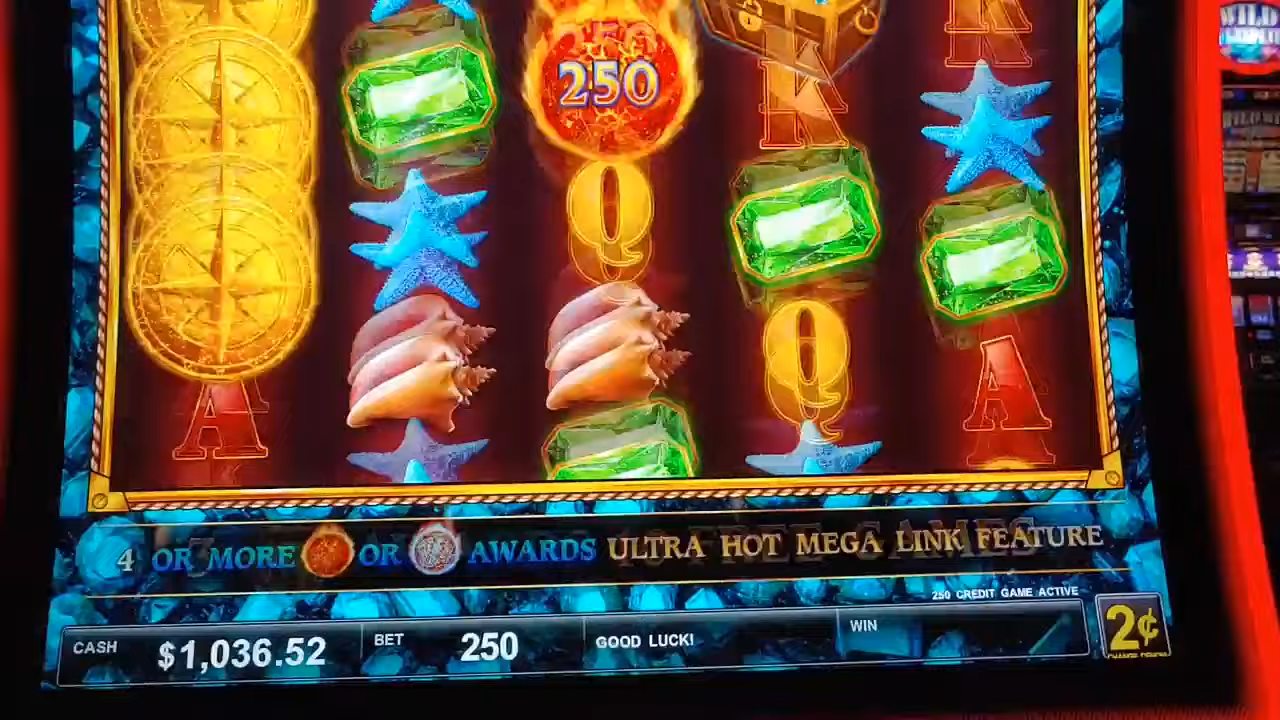 250
K
K
Q
Q
A
A
4 OR MORE OR AWARDS ULTRA HOT MEGA LINK FEATURE
250 CREDIT GAME ACTIVE
CASH $1,036.52 BET 250 GOOD LUCK! WIN
2¢
WILD